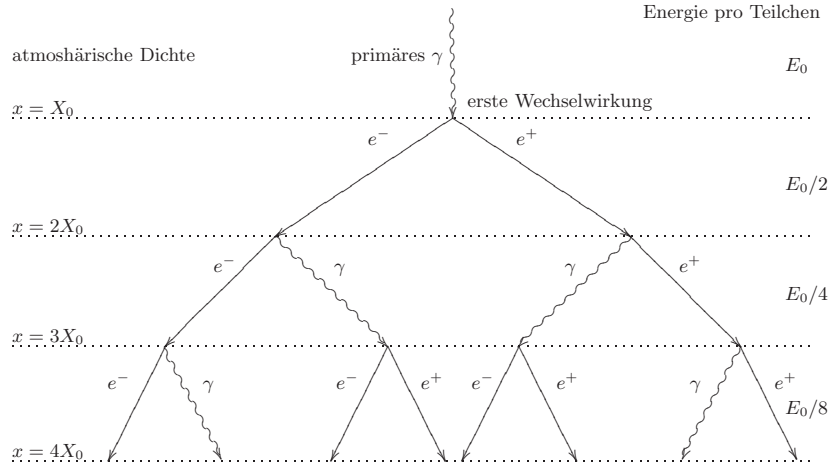 Energie pro Teilchen
atmoshärische Dichte
primäres γ
E₀
x = X₀
erste Wechselwirkung
e⁻
e⁺
E₀/2
x = 2X₀
e⁻
γ
γ
e⁺
E₀/4
x = 3X₀
e⁻
γ
e⁻
e⁺
e⁻
e⁺
γ
e⁺
E₀/8
x = 4X₀